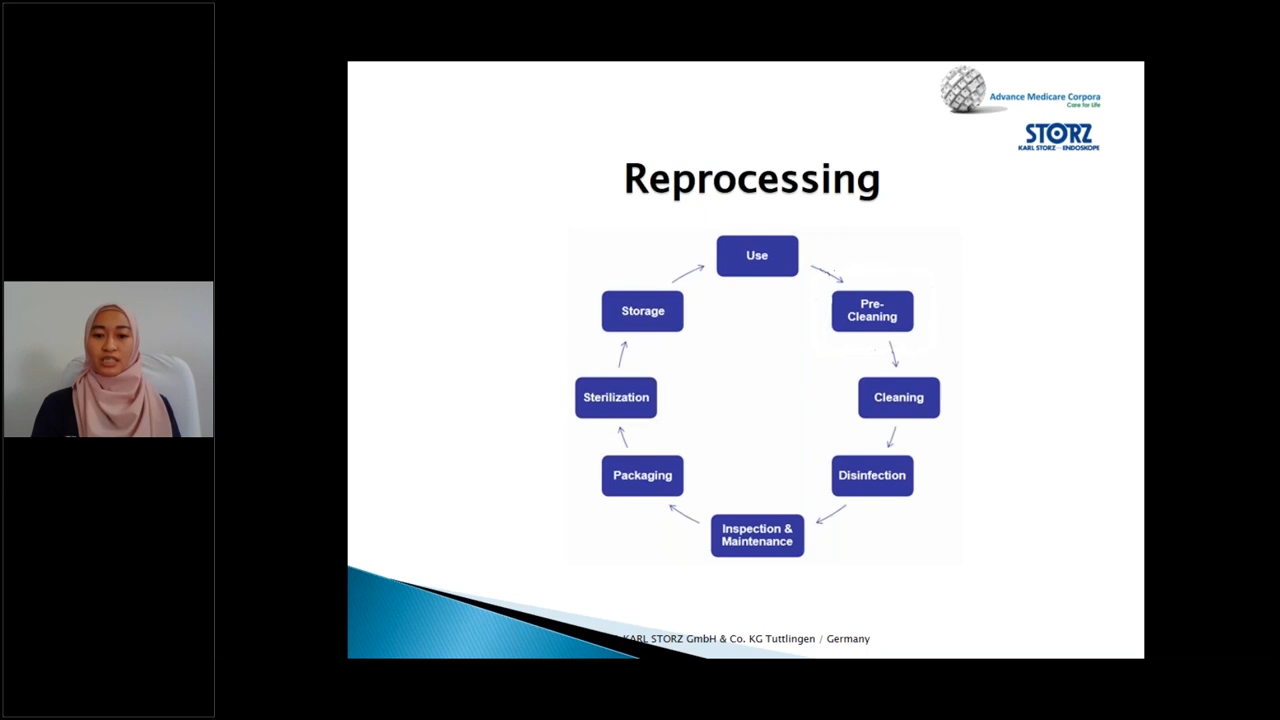 Advance Medicare Corpora
Care for Life
STORZ
KARL STORZ – ENDOSKOPE
Reprocessing
Use
Pre-
Cleaning
Cleaning
Disinfection
Inspection &
Maintenance
Packaging
Sterilization
Storage
KARL STORZ GmbH & Co. KG Tuttlingen / Germany